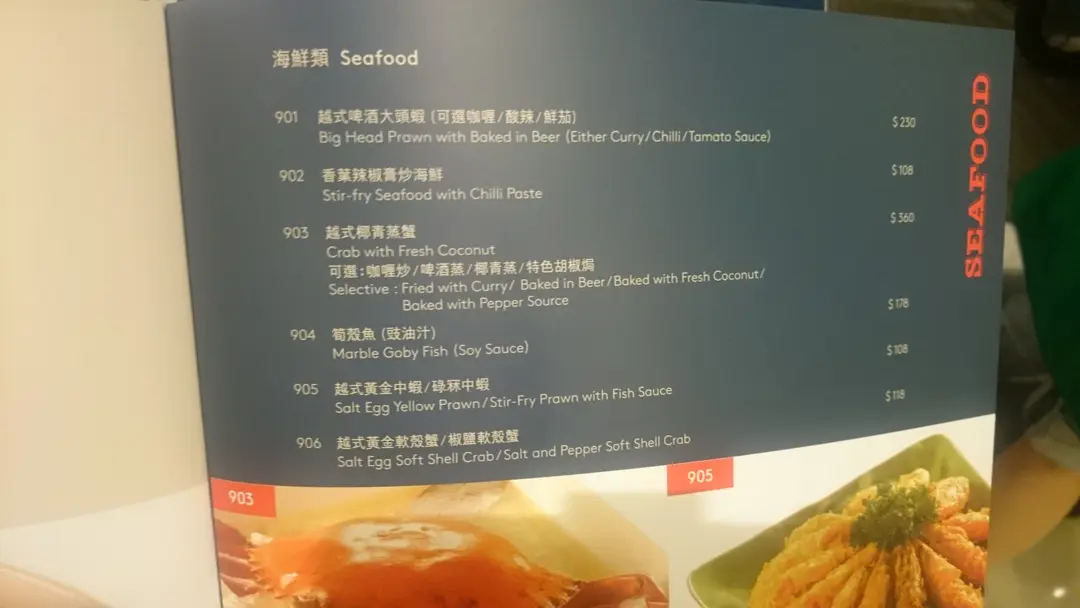 海鮮類 Seafood
SEAFOOD
901 越式啤酒大頭蝦 (可選咖喱/酸辣/鮮茄) $230
Big Head Prawn with Baked in Beer (Either Curry/Chilli/Tamato Sauce)
902 香葉辣椒膏炒海鮮 $108
Stir-fry Seafood with Chilli Paste
903 越式椰青蒸蟹 $360
Crab with Fresh Coconut
可選:咖喱炒/啤酒蒸/椰青蒸/特色胡椒焗
Selective : Fried with Curry/ Baked in Beer/Baked with Fresh Coconut/
Baked with Pepper Source
904 筍殼魚 (豉油汁) $178
Marble Goby Fish (Soy Sauce)
905 越式黃金中蝦/碌冧中蝦 $108
Salt Egg Yellow Prawn/Stir-Fry Prawn with Fish Sauce
906 越式黃金軟殼蟹/椒鹽軟殼蟹 $118
Salt Egg Soft Shell Crab/Salt and Pepper Soft Shell Crab
903
905